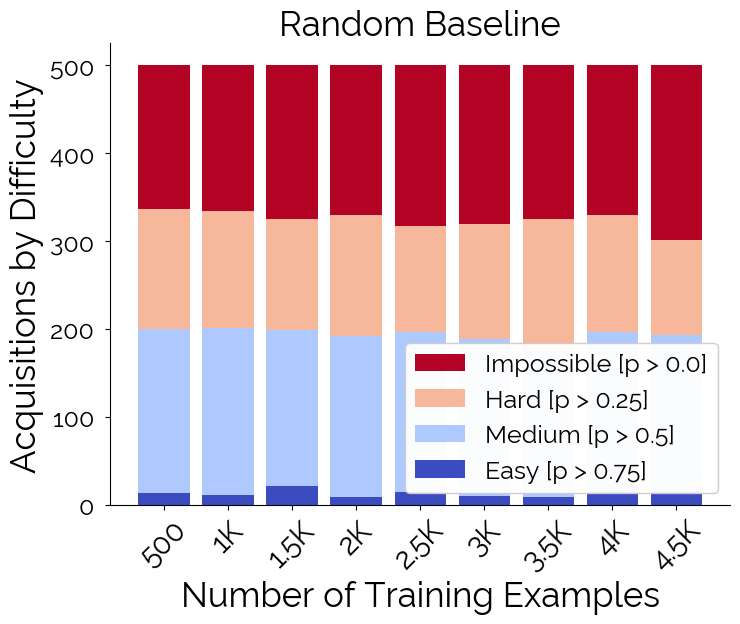 Random Baseline
Acquisitions by Difficulty
500
400
300
200
100
0
Impossible [p > 0.0]
Hard [p > 0.25]
Medium [p > 0.5]
Easy [p > 0.75]
500
1K
1.5K
2K
2.5K
3K
3.5K
4K
4.5K
Number of Training Examples